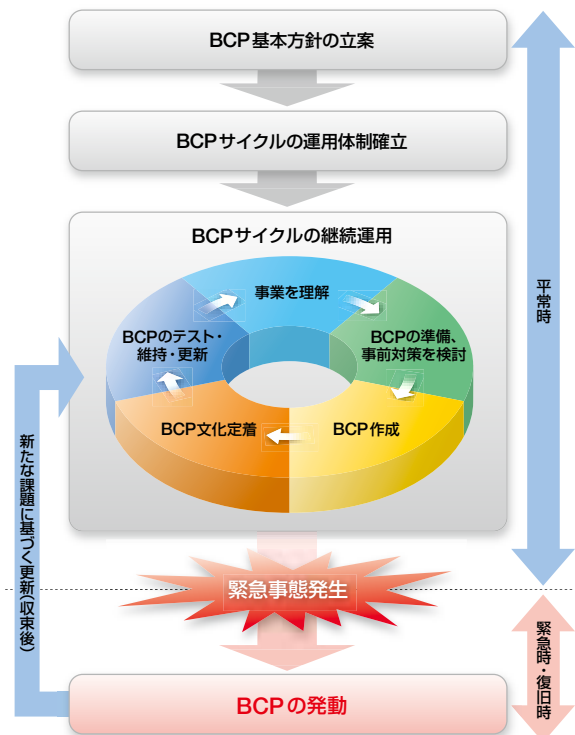 BCP基本方針の立案
BCPサイクルの運用体制確立
BCPサイクルの継続運用
事業を理解
BCPの準備、
事前対策を検討
BCP作成
BCP文化定着
BCPのテスト・
維持・更新
平常時
緊急事態発生
新たな課題に基づく更新(収束後)
緊急時・復旧時
BCPの発動